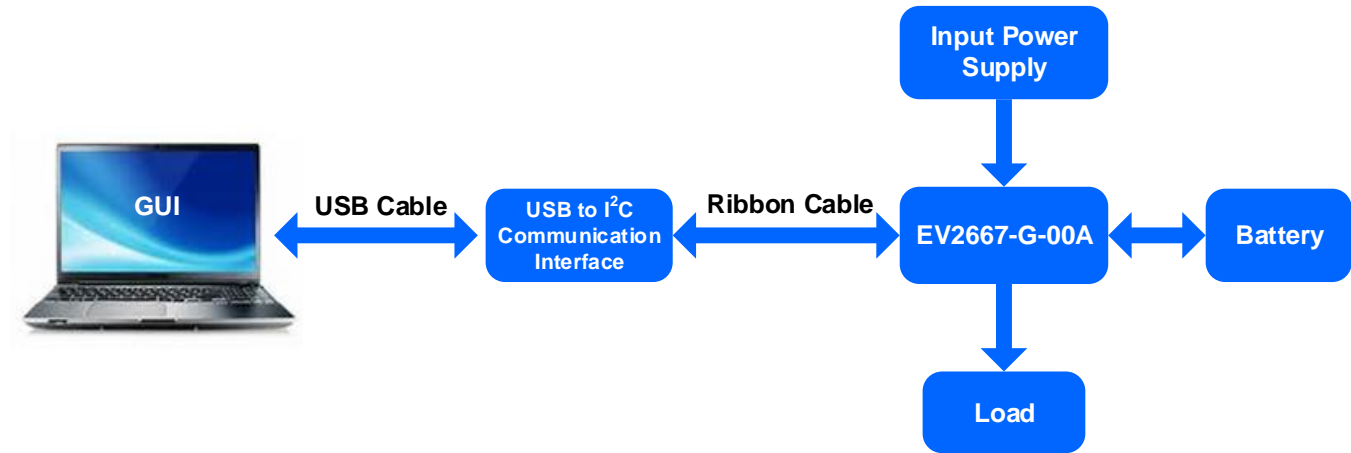 Input Power
Supply
GUI
USB Cable
USB to I²C
Communication
Interface
Ribbon Cable
EV2667-G-00A
Battery
Load